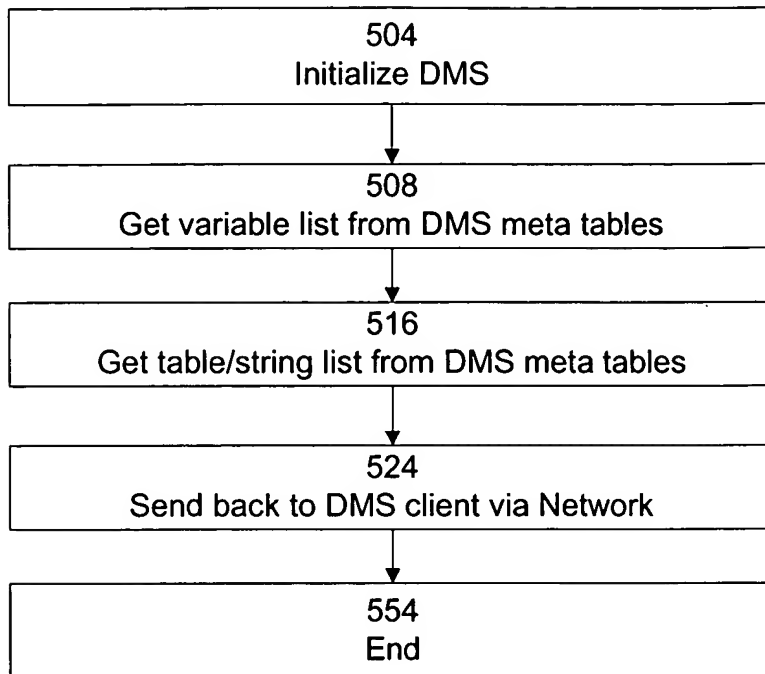 504
Initialize DMS
508
Get variable list from DMS meta tables
516
Get table/string list from DMS meta tables
524
Send back to DMS client via Network
554
End